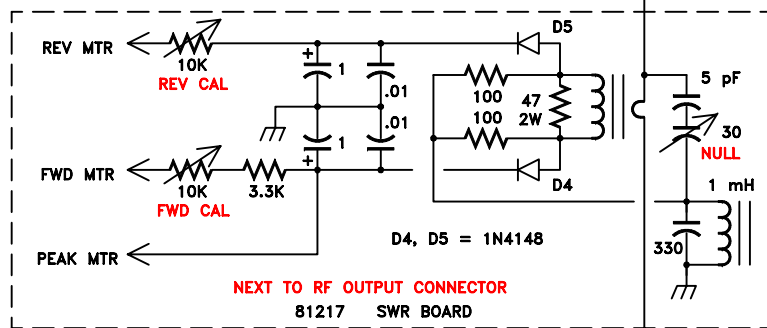 D5
REV MTR
10K
REV CAL
+
1
.01
100
100
47
2W
5 pF
30
NULL
.01
1
+
FWD MTR
10K
FWD CAL
3.3K
D4
1 mH
330
D4, D5 = 1N4148
PEAK MTR
NEXT TO RF OUTPUT CONNECTOR
81217 SWR BOARD